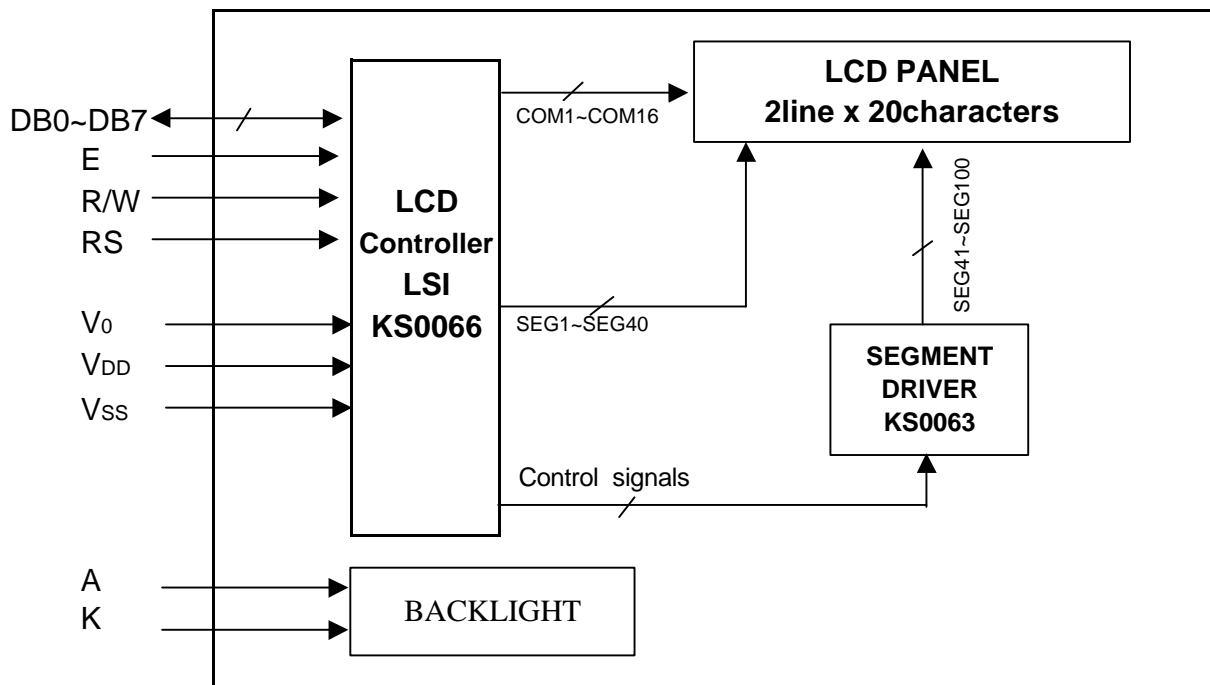 LCD PANEL
2line x 20characters
DB0~DB7
E
R/W
RS
V0
VDD
VSS
LCD
Controller
LSI
KS0066
COM1~COM16
SEG1~SEG40
SEG41~SEG100
SEGMENT
DRIVER
KS0063
Control signals
A
K
BACKLIGHT